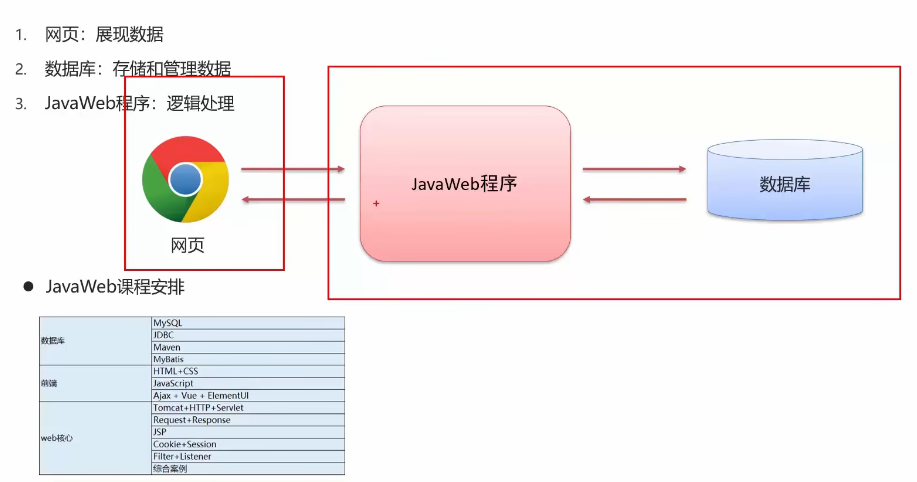 1. 网页：展现数据
2. 数据库：存储和管理数据
3. JavaWeb程序：逻辑处理
JavaWeb程序
数据库
网页
● JavaWeb课程安排
数据库
MySQL
JDBC
Maven
MyBatis
前端
HTML+CSS
JavaScript
Ajax + Vue + ElementUI
web核心
Tomcat+HTTP+Servlet
Request+Response
JSP
Cookie+Session
Filter+Listener
综合案例